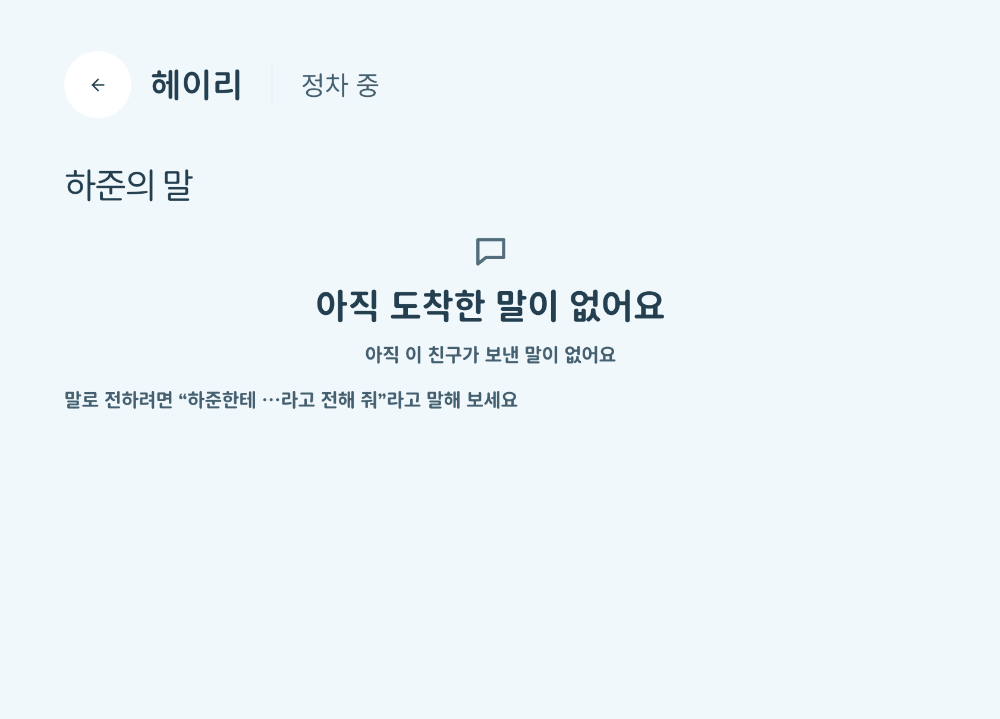 헤이리 정차 중
하준의 말
아직 도착한 말이 없어요
아직 이 친구가 보낸 말이 없어요
말로 전하려면 “하준한테 …라고 전해 줘”라고 말해 보세요